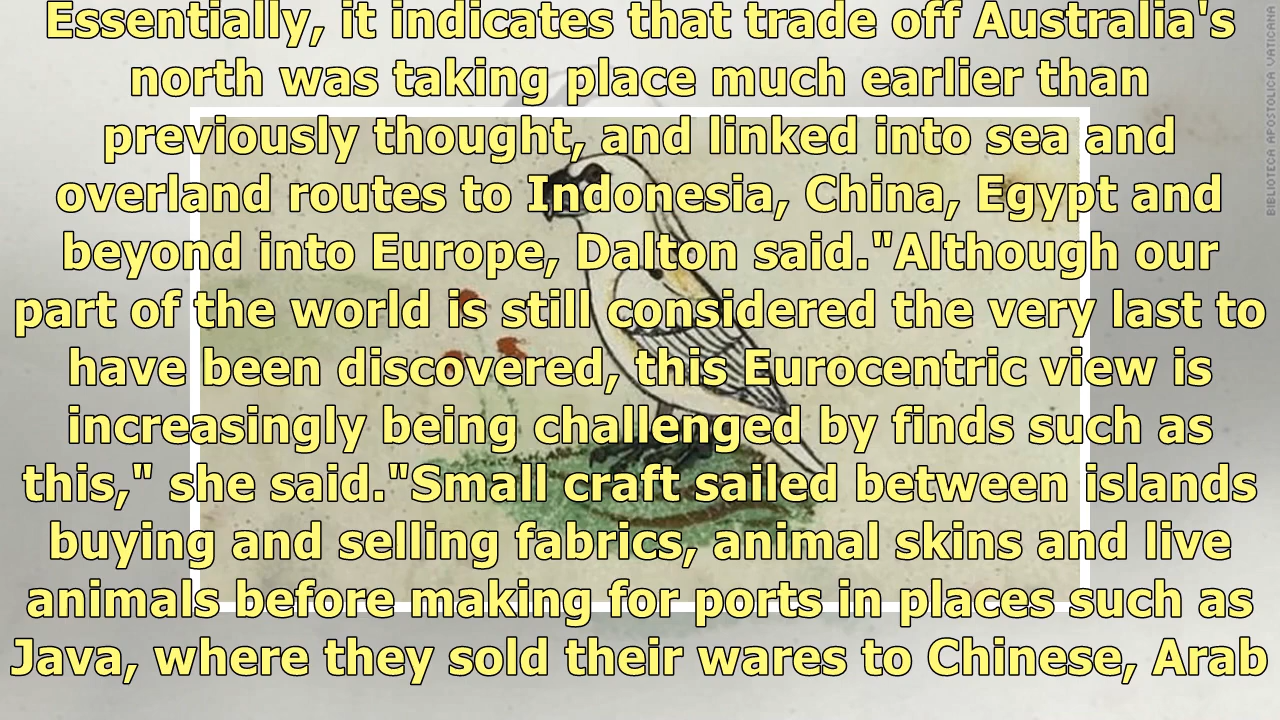 Essentially, it indicates that trade off Australia's
north was taking place much earlier than
previously thought, and linked into sea and
overland routes to Indonesia, China, Egypt and
beyond into Europe, Dalton said."Although our
part of the world is still considered the very last to
have been discovered, this Eurocentric view is
increasingly being challenged by finds such as
this," she said."Small craft sailed between islands
buying and selling fabrics, animal skins and live
animals before making for ports in places such as
Java, where they sold their wares to Chinese, Arab
BIBLIOTECA APOSTOLICA VATICANA